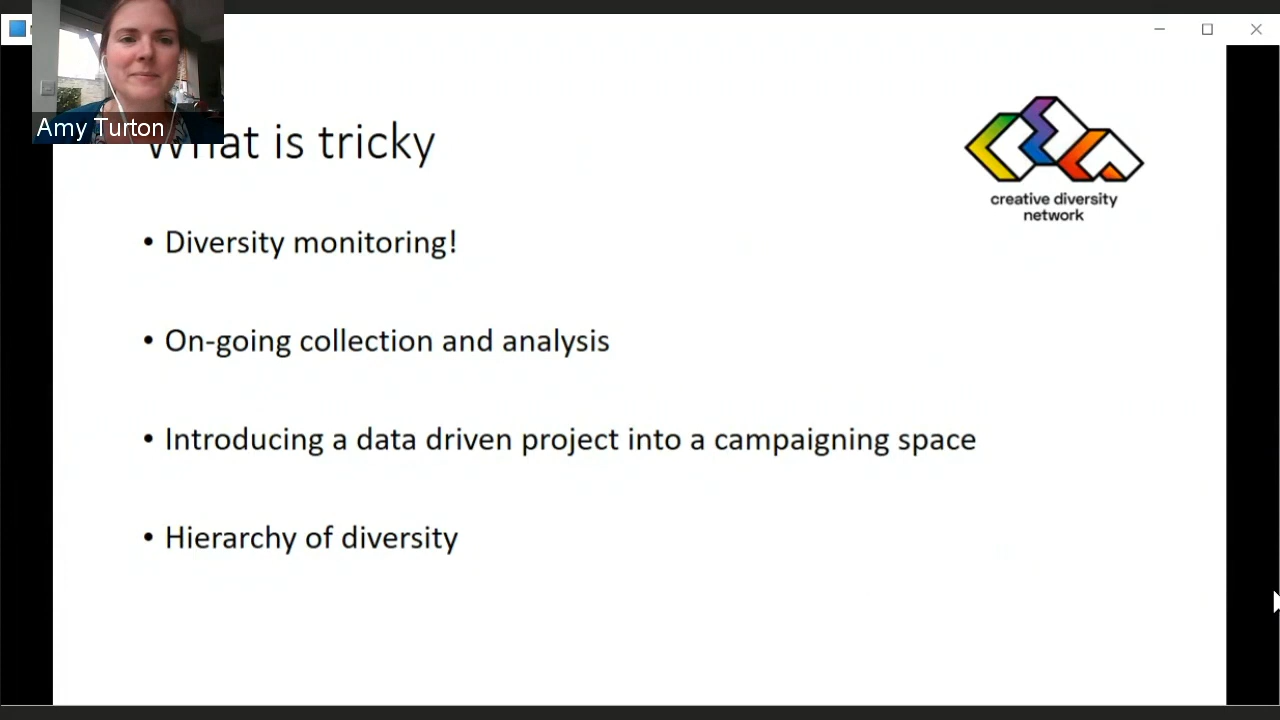 Amy Turton
What is tricky
creative diversity
network
• Diversity monitoring!
• On-going collection and analysis
• Introducing a data driven project into a campaigning space
• Hierarchy of diversity